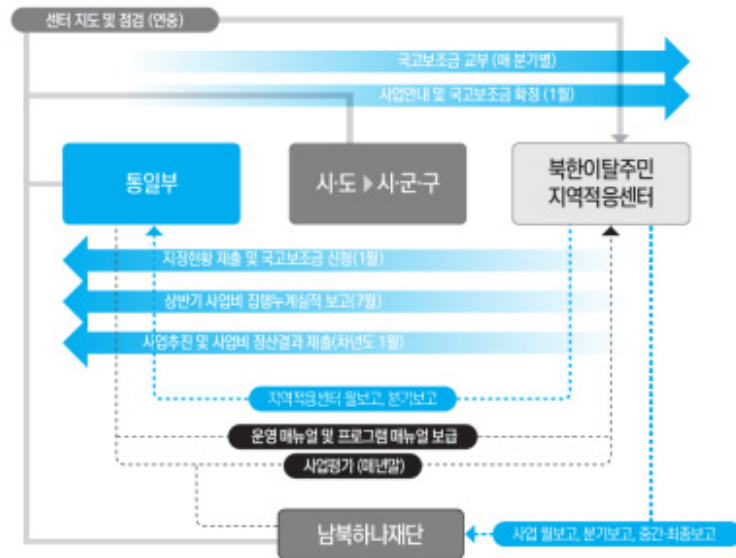 센터 지도 및 점검 (연중)
국고보조금 교부 (매 분기별)
사업안내 및 국고보조금 확정 (1월)
통일부
시·도 ▶ 시·군·구
북한이탈주민
지역적응센터
지정현황 제출 및 국고보조금 신청(1월)
상반기 사업비 집행누계실적 보고(7월)
사업추진 및 사업비 정산결과 제출(차년도 1월)
지역적응센터 월보고, 분기보고
운영 매뉴얼 및 프로그램 매뉴얼 보급
사업평가 (매년말)
남북하나재단
사업 월보고, 분기보고, 중간·최종보고